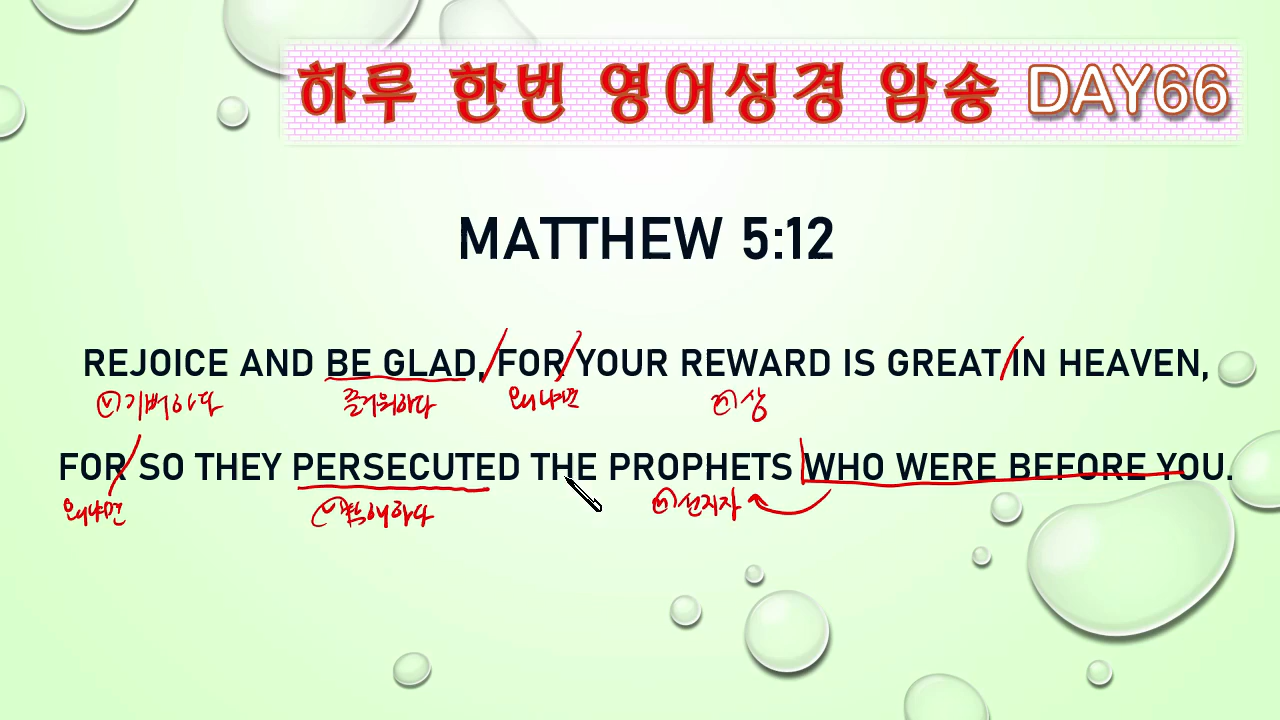 하루 한번 영어성경 암송 DAY66
MATTHEW 5:12
REJOICE AND BE GLAD, FOR YOUR REWARD IS GREAT IN HEAVEN,
ⓥ기뻐하다 즐거워하다 왜냐면 ⓝ상
FOR SO THEY PERSECUTED THE PROPHETS WHO WERE BEFORE YOU.
왜냐면 ⓥ박해하다 ⓝ선지자